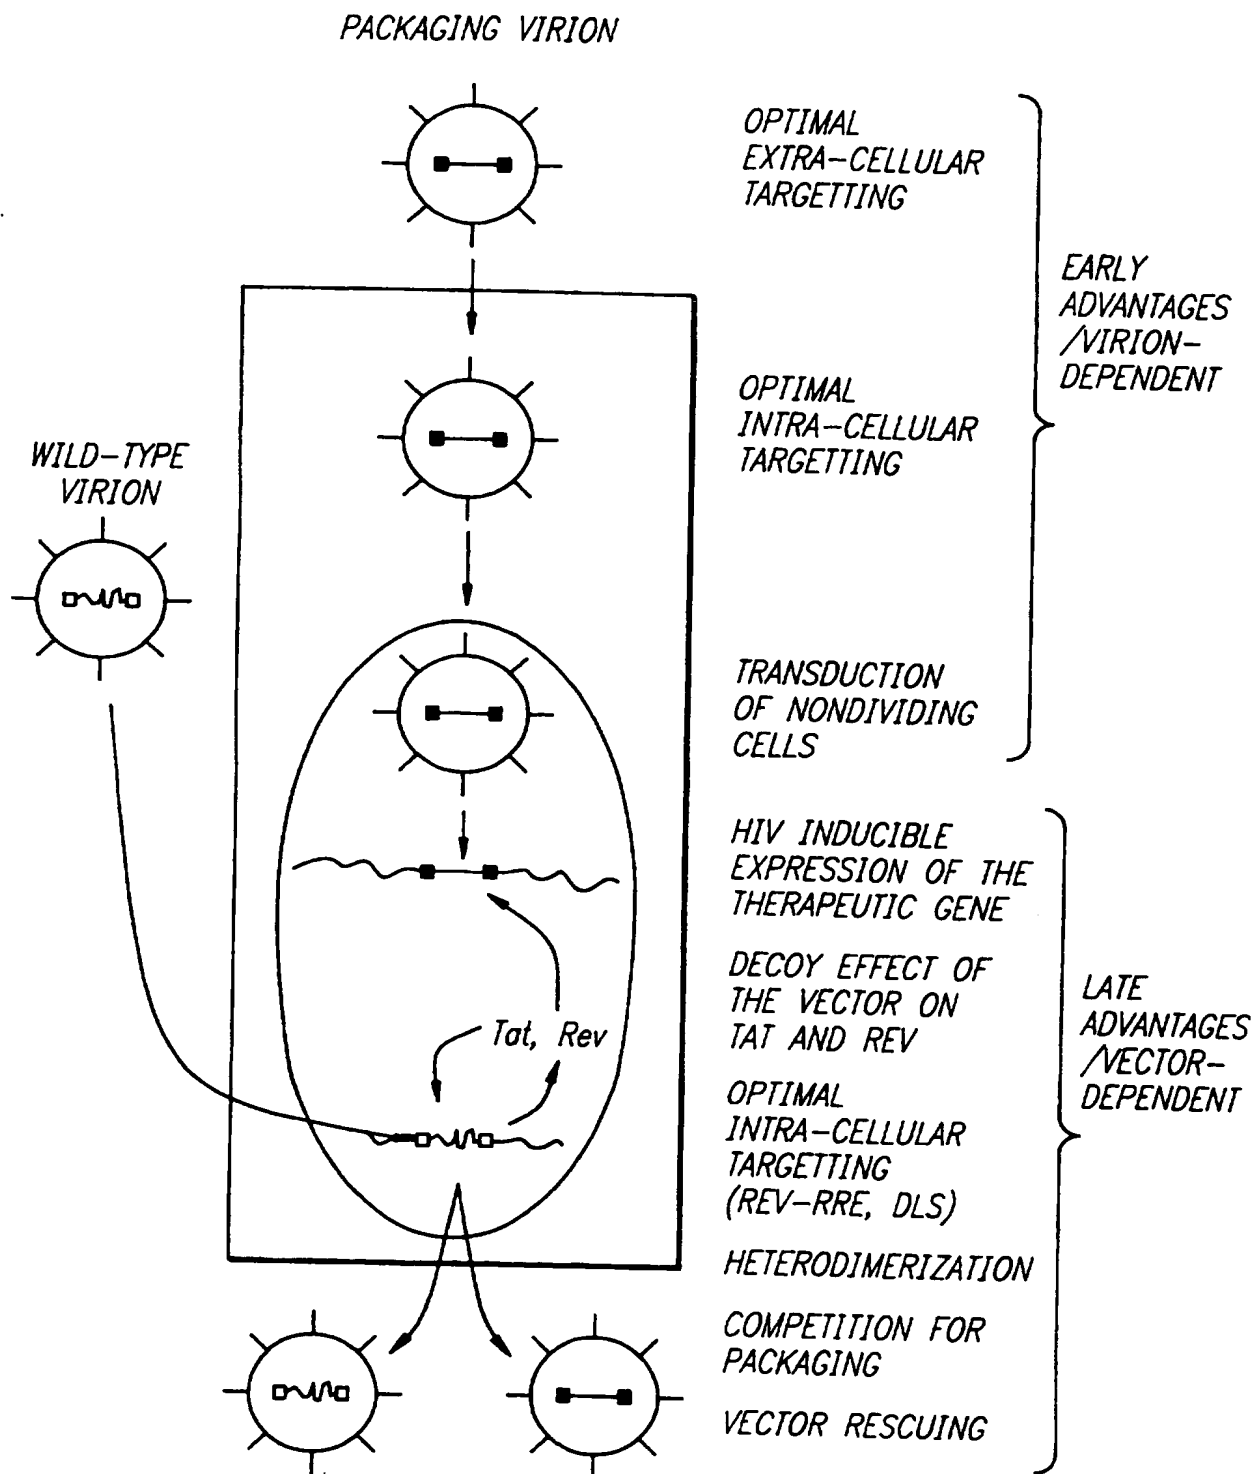 PACKAGING VIRION
OPTIMAL
EXTRA-CELLULAR
TARGETTING
EARLY
ADVANTAGES
/VIRION-
DEPENDENT
OPTIMAL
INTRA-CELLULAR
TARGETTING
WILD-TYPE
VIRION
TRANSDUCTION
OF NONDIVIDING
CELLS
HIV INDUCIBLE
EXPRESSION OF THE
THERAPEUTIC GENE
DECOY EFFECT OF
THE VECTOR ON
TAT AND REV
Tat, Rev
LATE
ADVANTAGES
/VECTOR-
DEPENDENT
OPTIMAL
INTRA-CELLULAR
TARGETTING
(REV-RRE, DLS)
HETERODIMERIZATION
COMPETITION FOR
PACKAGING
VECTOR RESCUING